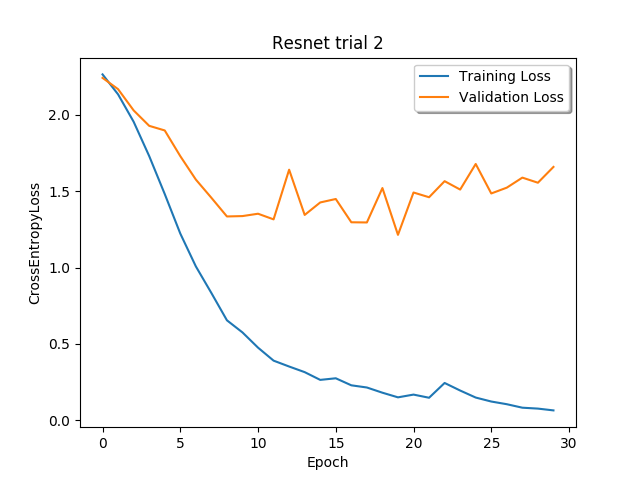 Resnet trial 2
Training Loss
Validation Loss
CrossEntropyLoss
2.0
1.5
1.0
0.5
0.0
0 5 10 15 20 25 30
Epoch